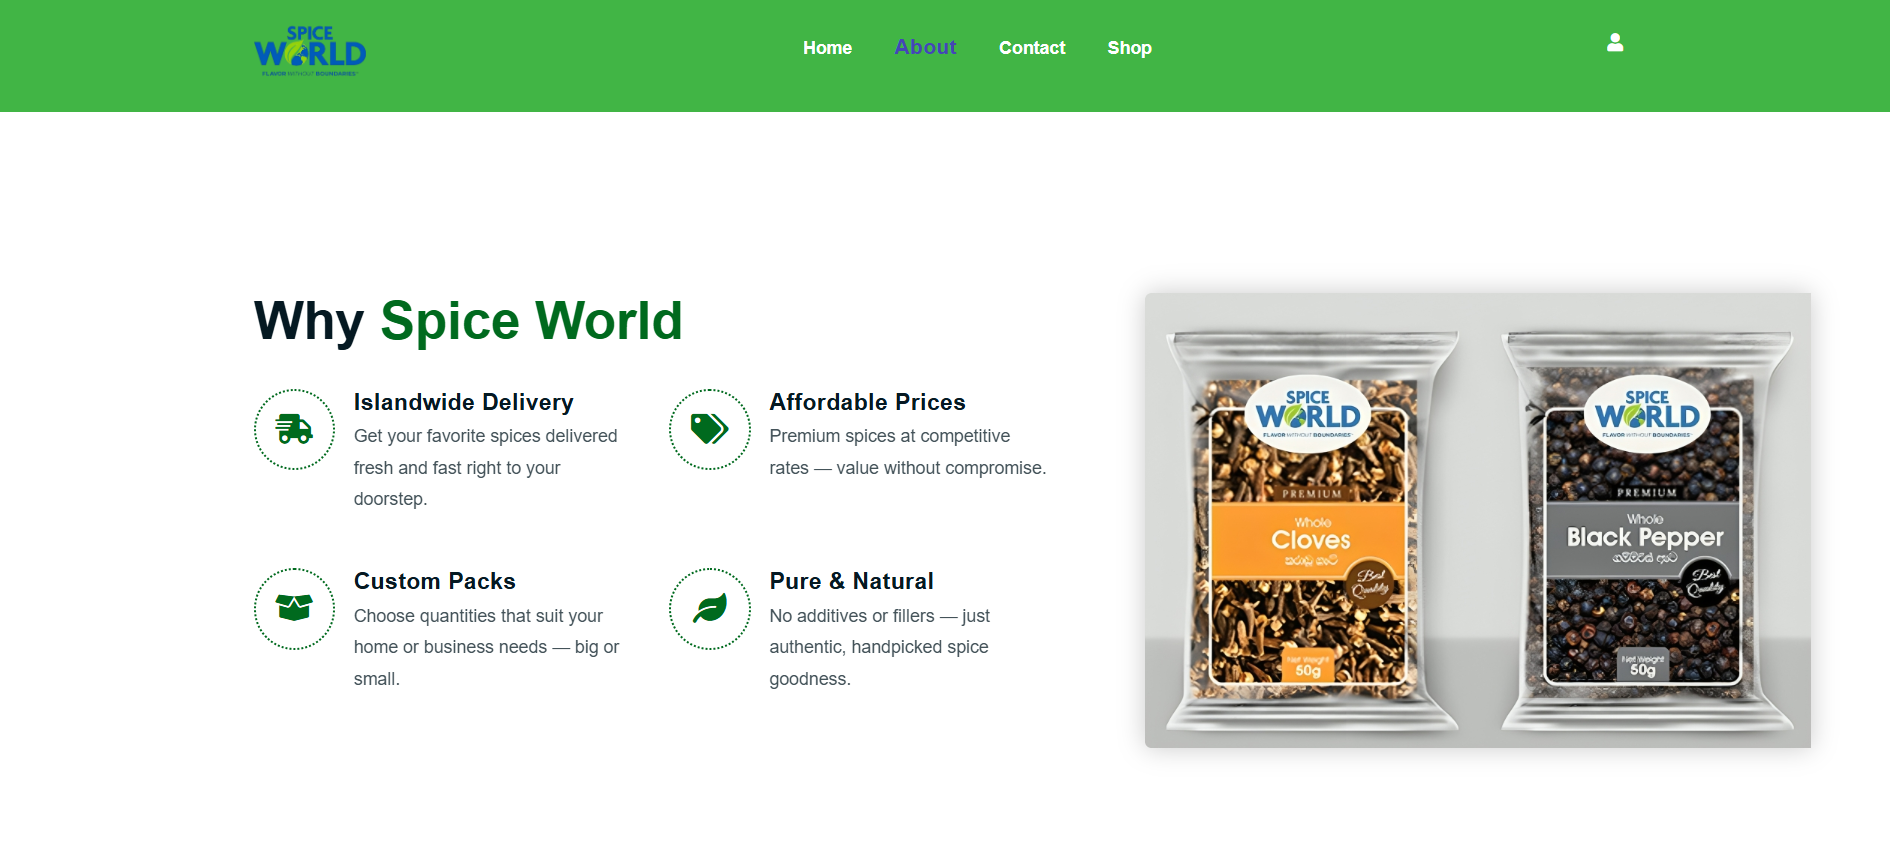 SPICE
WORLD
FLAVOR WITHOUT BOUNDARIES
Home About Contact Shop
Why Spice World
Islandwide Delivery
Get your favorite spices delivered
fresh and fast right to your
doorstep.
Affordable Prices
Premium spices at competitive
rates — value without compromise.
Custom Packs
Choose quantities that suit your
home or business needs — big or
small.
Pure & Natural
No additives or fillers — just
authentic, handpicked spice
goodness.
SPICE
WORLD
FLAVOR WITHOUT BOUNDARIES
PREMIUM
Whole
Cloves
Best
Quality
Net Weight
50g
SPICE
WORLD
FLAVOR WITHOUT BOUNDARIES
PREMIUM
Whole
Black Pepper
Best
Quality
Net Weight
50g